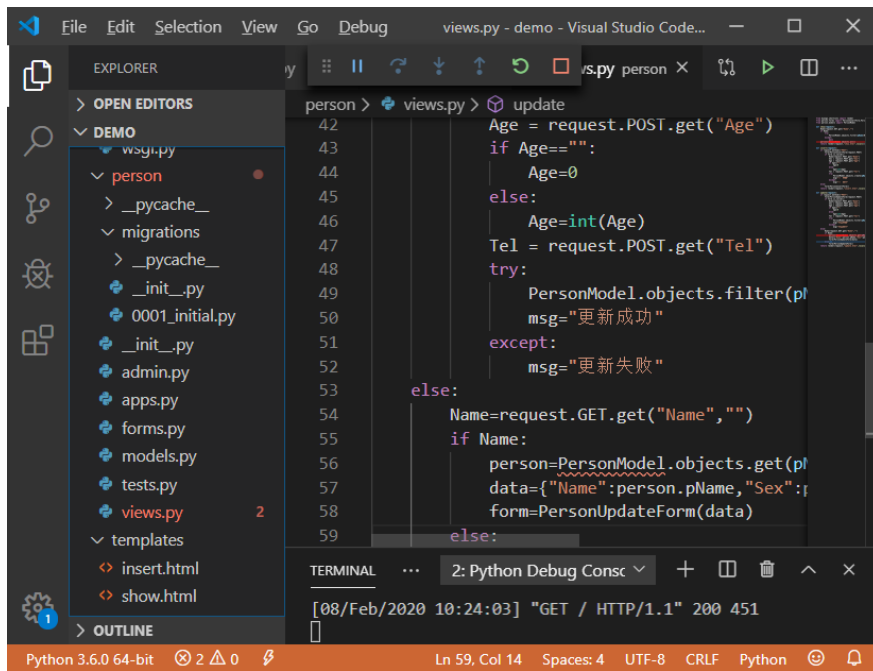 File Edit Selection View Go Debug views.py - demo - Visual Studio Code...
EXPLORER
y
s.py person
OPEN EDITORS
DEMO
wsgi.py
person
__pycache__
migrations
__pycache__
__init__.py
0001_initial.py
__init__.py
admin.py
apps.py
forms.py
models.py
tests.py
views.py 2
templates
insert.html
show.html
OUTLINE
person > views.py > update
42 Age = request.POST.get("Age")
43 if Age=="":
44 Age=0
45 else:
46 Age=int(Age)
47 Tel = request.POST.get("Tel")
48 try:
49 PersonModel.objects.filter(pN
50 msg="更新成功"
51 except:
52 msg="更新失败"
53 else:
54 Name=request.GET.get("Name","")
55 if Name:
56 person=PersonModel.objects.get(pN
57 data={"Name":person.pName,"Sex":p
58 form=PersonUpdateForm(data)
59 else:
TERMINAL ... 2: Python Debug Consc
[08/Feb/2020 10:24:03] "GET / HTTP/1.1" 200 451
1
Python 3.6.0 64-bit 2 0 Ln 59, Col 14 Spaces: 4 UTF-8 CRLF Python